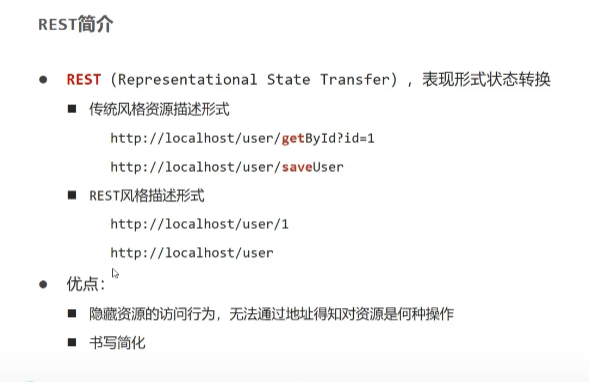 REST简介
REST（Representational State Transfer），表现形式状态转换
传统风格资源描述形式
http://localhost/user/getById?id=1
http://localhost/user/saveUser
REST风格描述形式
http://localhost/user/1
http://localhost/user
优点：
隐藏资源的访问行为，无法通过地址得知对资源是何种操作
书写简化